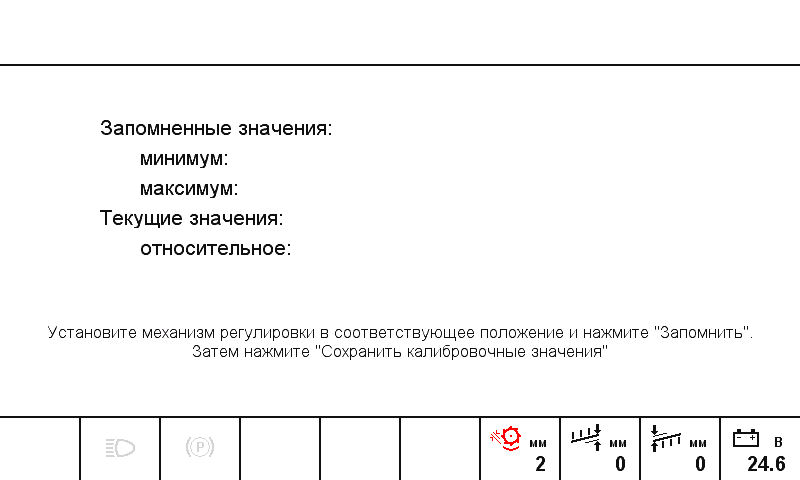 Запомненные значения:
минимум:
максимум:
Текущие значения:
относительное:
Установите механизм регулировки в соответствующее положение и нажмите "Запомнить".
Затем нажмите "Сохранить калибровочные значения"
(P)
мм
2
мм
0
мм
0
В
24.6